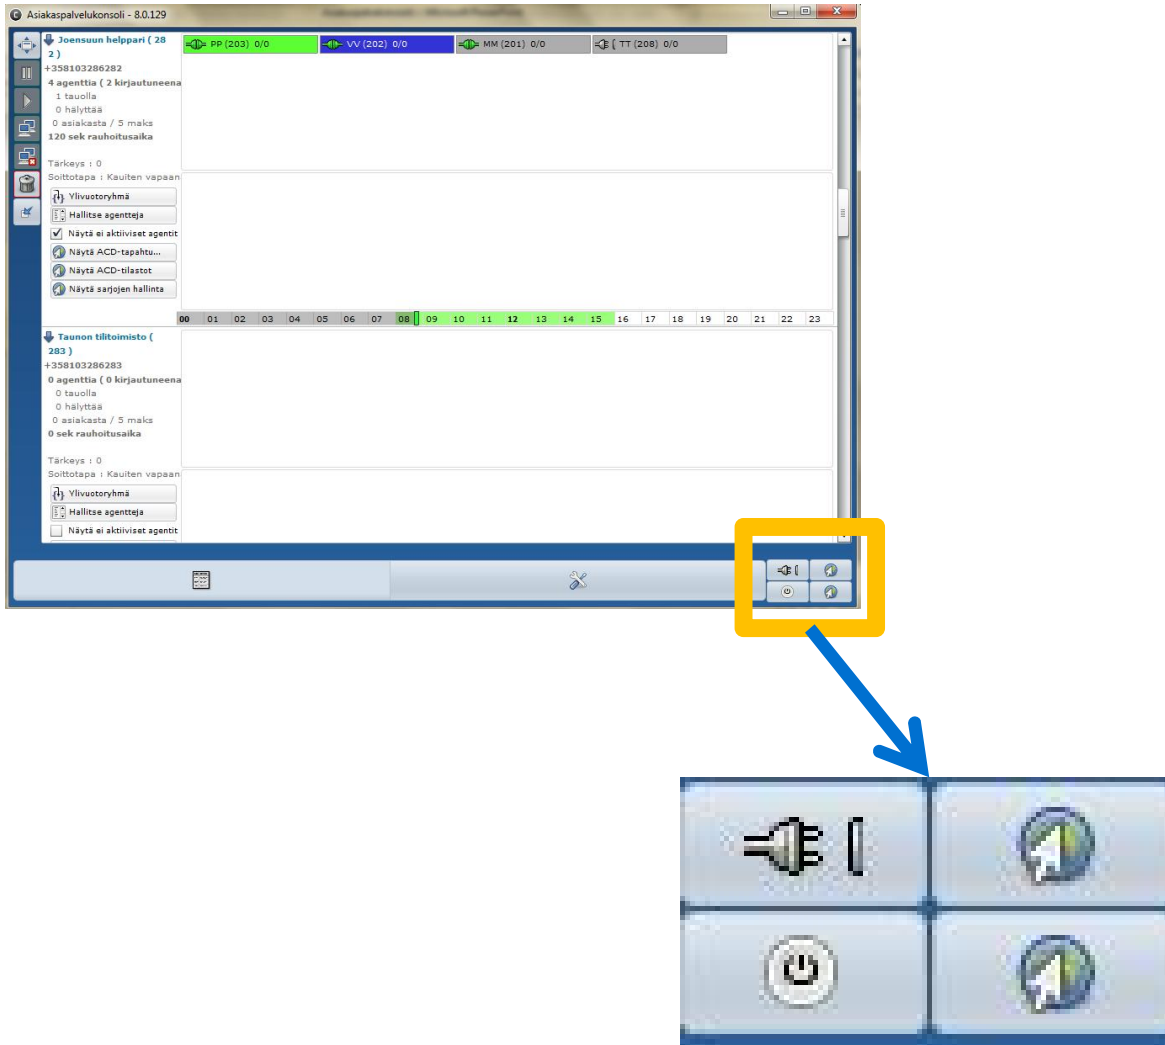 Asiakaspalvelukonsoli - 8.0.129
Joensuun helppari ( 28
2 )
+358103286282
4 agenttia ( 2 kirjautuneena
1 tauolla
0 hälyttää
0 asiakasta / 5 maks
120 sek rauhoitusaika
Tärkeys : 0
Soittotapa : Kauiten vapaan
Ylivuotoryhmä
Hallitse agentteja
Näytä ei aktiiviset agentit
Näytä ACD-tapahtu...
Näytä ACD-tilastot
Näytä sarjojen hallinta
PP (203) 0/0 VV (202) 0/0 MM (201) 0/0 TT (208) 0/0
00 01 02 03 04 05 06 07 08 09 10 11 12 13 14 15 16 17 18 19 20 21 22 23
Taunon tilitoimisto (
283 )
+358103286283
0 agenttia ( 0 kirjautuneena
0 tauolla
0 hälyttää
0 asiakasta / 5 maks
0 sek rauhoitusaika
Tärkeys : 0
Soittotapa : Kauiten vapaan
Ylivuotoryhmä
Hallitse agentteja
Näytä ei aktiiviset agentit